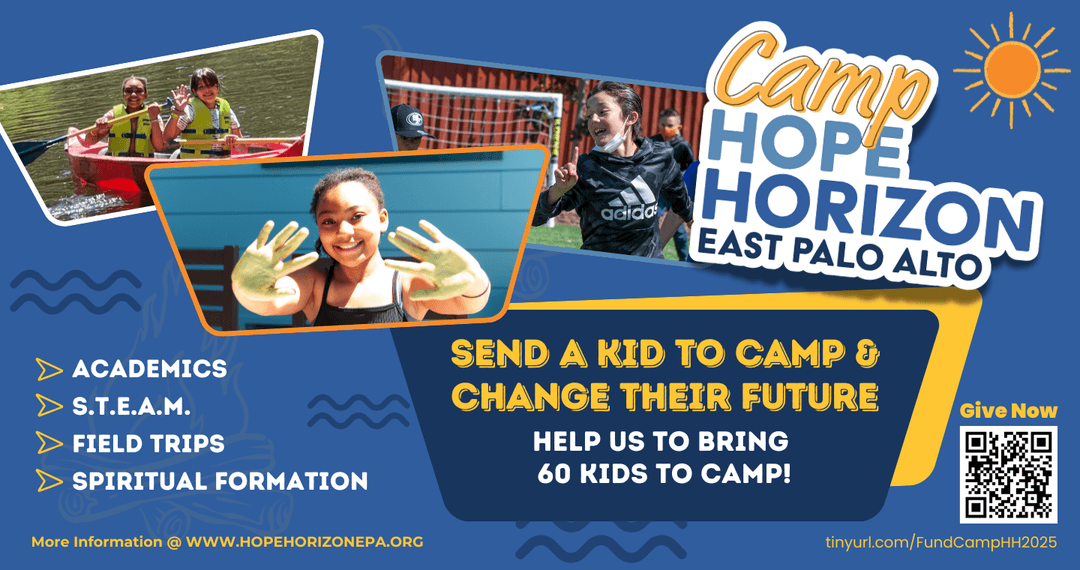 Camp
HOPE
HORIZON
EAST PALO ALTO
adidas
ACADEMICS
S.T.E.A.M.
FIELD TRIPS
SPIRITUAL FORMATION
SEND A KID TO CAMP &
CHANGE THEIR FUTURE
HELP US TO BRING
60 KIDS TO CAMP!
Give Now
More Information @ WWW.HOPEHORIZONEPA.ORG
tinyurl.com/FundCampHH2025